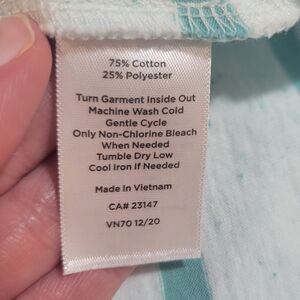 75% Cotton
25% Polyester
Turn Garment Inside Out
Machine Wash Cold
Gentle Cycle
Only Non-Chlorine Bleach
When Needed
Tumble Dry Low
Cool Iron If Needed
Made In Vietnam
CA# 23147
VN70 12/20